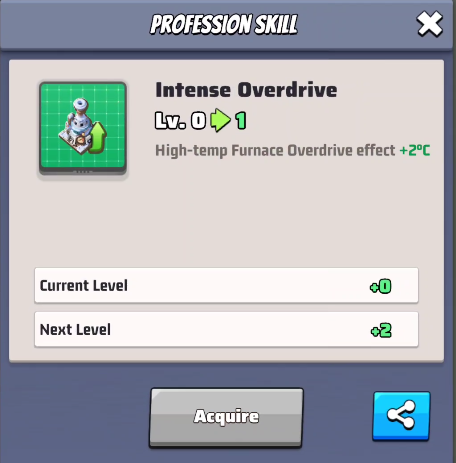 PROFESSION SKILL
Intense Overdrive
Lv. 0 1
High-temp Furnace Overdrive effect +2°C
Current Level +0
Next Level +2
Acquire